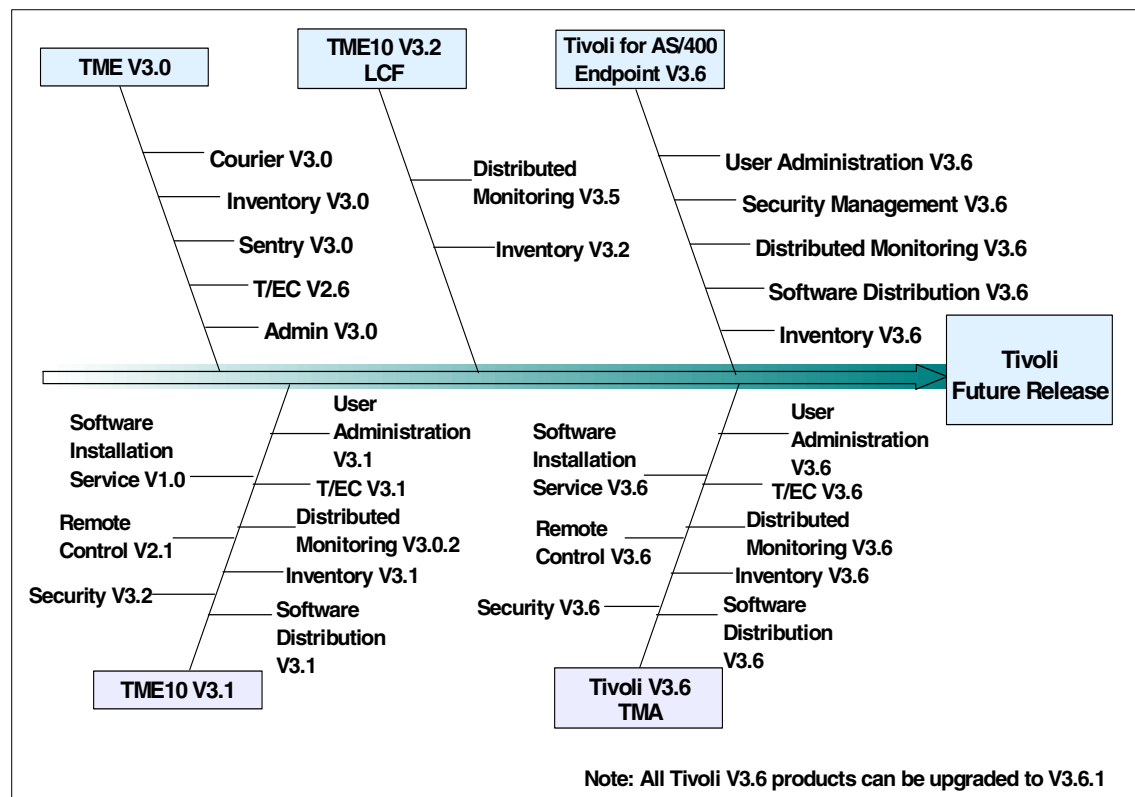 TME V3.0
TME10 V3.2
LCF
Tivoli for AS/400
Endpoint V3.6
Courier V3.0
Inventory V3.0
Sentry V3.0
T/EC V2.6
Admin V3.0
Distributed
Monitoring V3.5
Inventory V3.2
User Administration V3.6
Security Management V3.6
Distributed Monitoring V3.6
Software Distribution V3.6
Inventory V3.6
Tivoli
Future Release
Software
Installation
Service V1.0
Remote
Control V2.1
Security V3.2
User
Administration
V3.1
T/EC V3.1
Distributed
Monitoring V3.0.2
Inventory V3.1
Software
Distribution
V3.1
TME10 V3.1
Software
Installation
Service V3.6
Remote
Control V3.6
Security V3.6
User
Administration
V3.6
T/EC V3.6
Distributed
Monitoring V3.6
Inventory V3.6
Software
Distribution
V3.6
Tivoli V3.6
TMA
Note: All Tivoli V3.6 products can be upgraded to V3.6.1